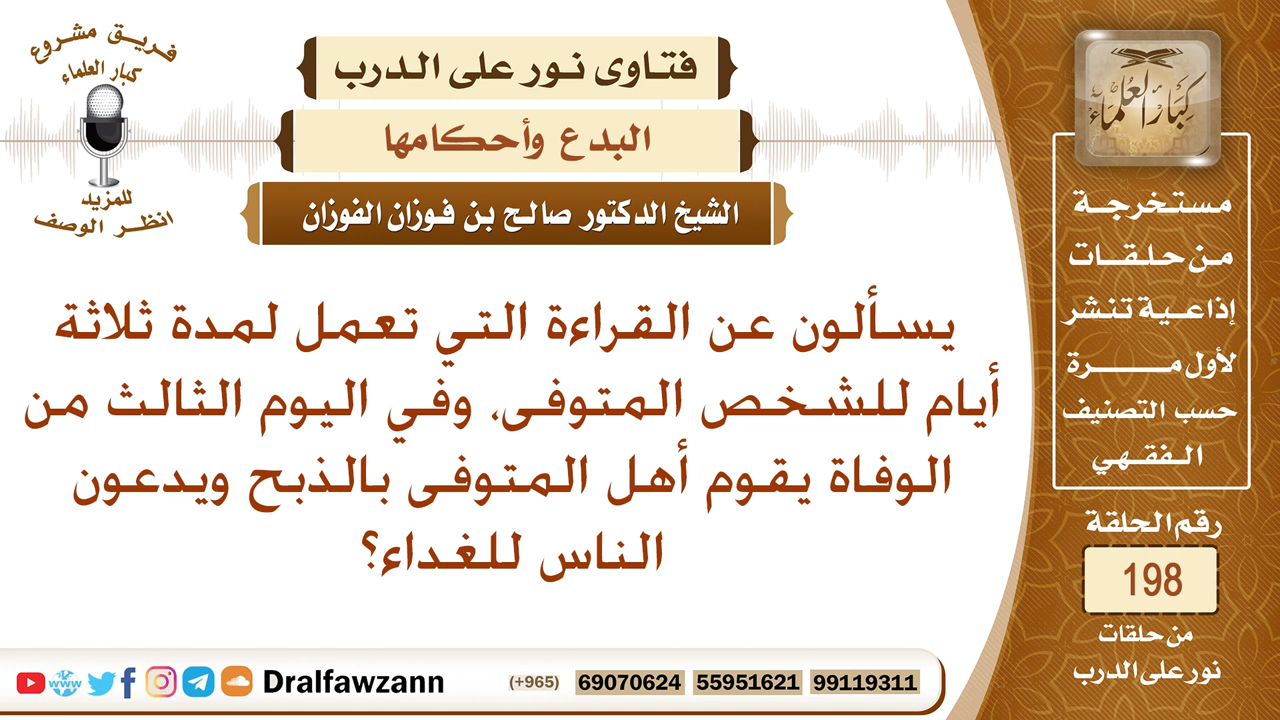 فريق مشروع
كبار العلماء
للمزيد
انظر الوصف
فتاوى نور على الدرب
البدع وأحكامها
الشيخ الدكتور صالح بن فوزان الفوزان
يسألون عن القراءة التي تعمل لمدة ثلاثة
أيام للشخص المتوفى، وفي اليوم الثالث من
الوفاة يقوم أهل المتوفى بالذبح ويدعون
الناس للغداء؟
كبار العلماء
مستخرجة
من حلقات
إذاعية تنشر
لأول مرة
حسب التصنيف
الفقهي
رقم الحلقة
198
من حلقات
نور على الدرب
www
Dralfawzann
(+965) 69070624 55951621 99119311